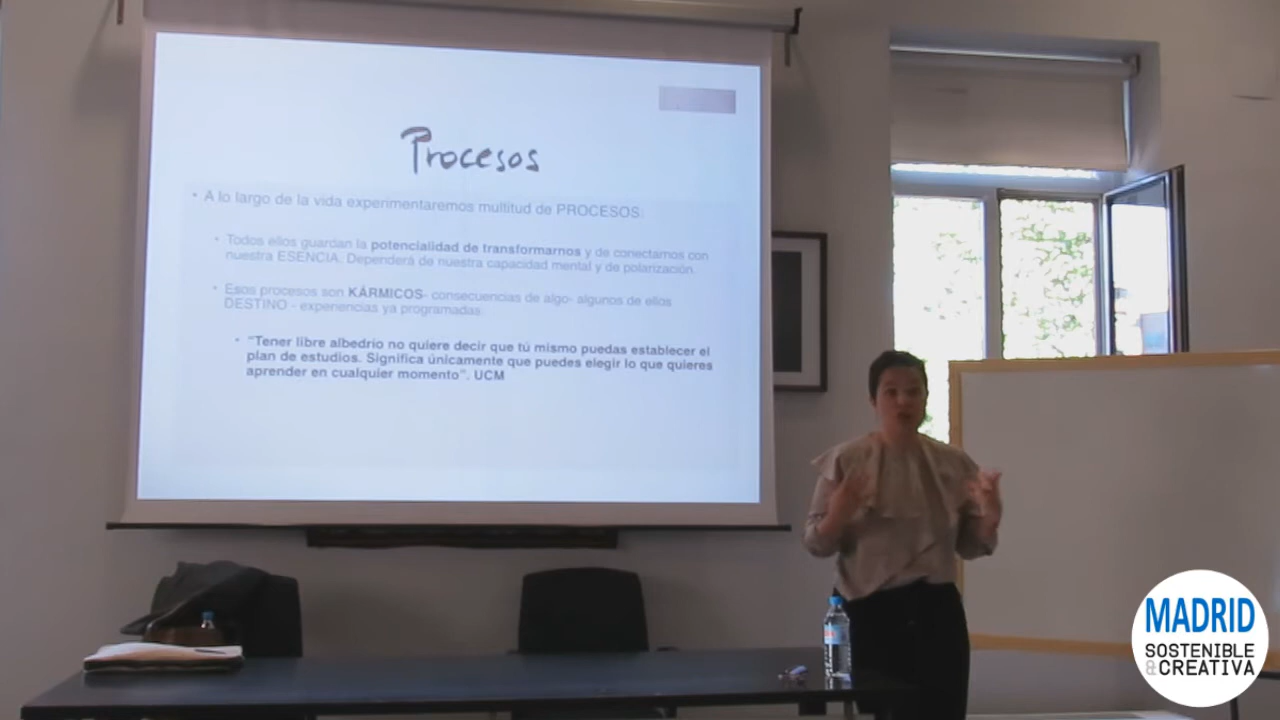 Procesos
• A lo largo de la vida experimentaremos multitud de PROCESOS:
• Todos ellos guardan la potencialidad de transformarnos y de conectarnos con
nuestra ESENCIA. Dependerá de nuestra capacidad mental y de polarización.
• Esos procesos son KÁRMICOS- consecuencias de algo- algunos de ellos
DESTINO - experiencias ya programadas.
• "Tener libre albedrio no quiere decir que tú mismo puedas establecer el
plan de estudios. Significa únicamente que puedes elegir lo que quieres
aprender en cualquier momento". UCM
MADRID
SOSTENIBLE
&CREATIVA